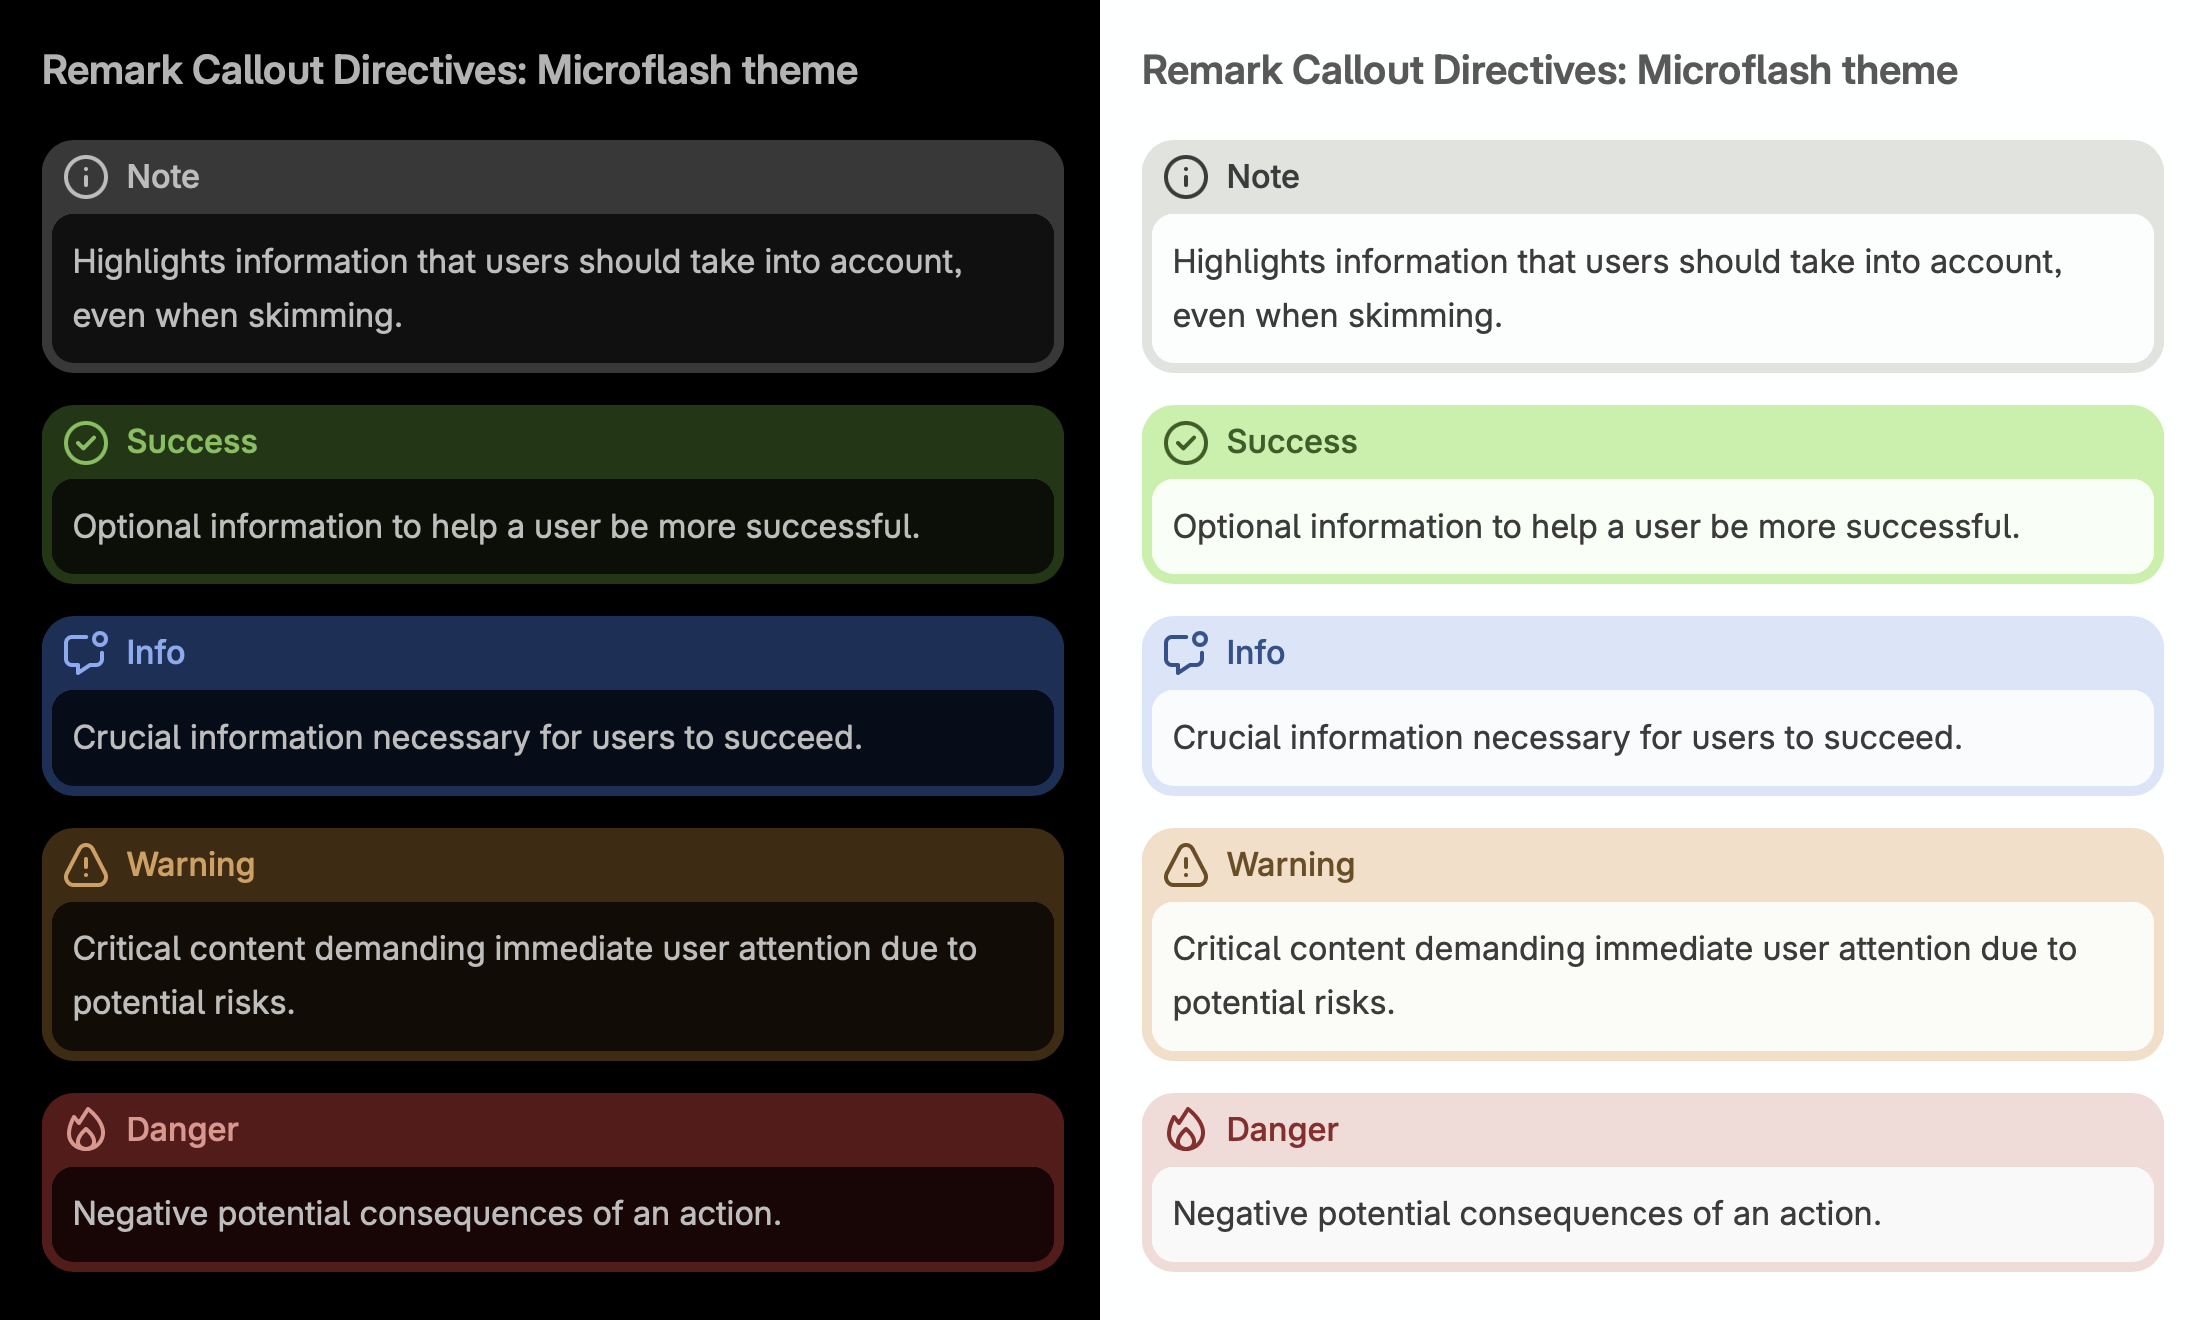 Remark Callout Directives: Microflash theme
Note
Highlights information that users should take into account,
even when skimming.
Success
Optional information to help a user be more successful.
Info
Crucial information necessary for users to succeed.
Warning
Critical content demanding immediate user attention due to
potential risks.
Danger
Negative potential consequences of an action.
Remark Callout Directives: Microflash theme
Note
Highlights information that users should take into account,
even when skimming.
Success
Optional information to help a user be more successful.
Info
Crucial information necessary for users to succeed.
Warning
Critical content demanding immediate user attention due to
potential risks.
Danger
Negative potential consequences of an action.